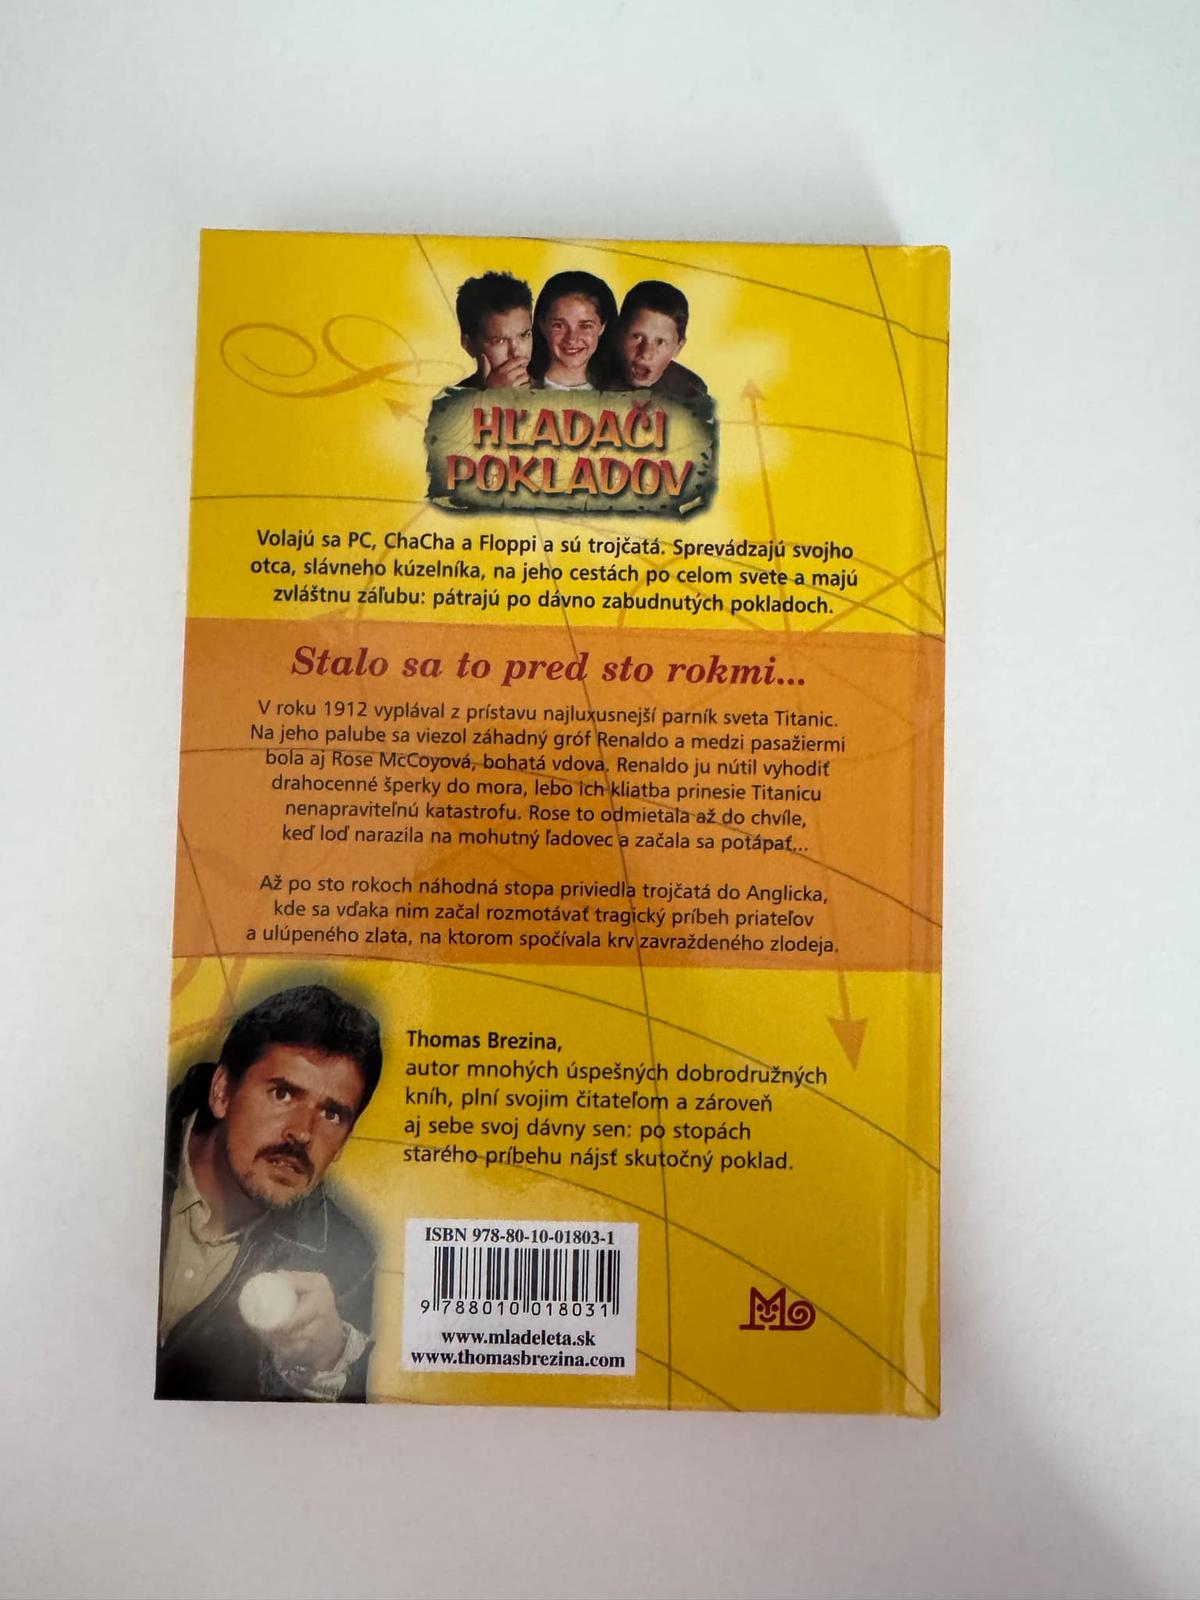 HĽADAČI
POKLADOV
Volajú sa PC, ChaCha a Floppi a sú trojčatá. Sprevádzajú svojho
otca, slávneho kúzelníka, na jeho cestách po celom svete a majú
zvláštnu záľubu: pátrajú po dávno zabudnutých pokladoch.
Stalo sa to pred sto rokmi...
V roku 1912 vyplával z prístavu najluxusnejší parník sveta Titanic.
Na jeho palube sa viezol záhadný gróf Renaldo a medzi pasažiermi
bola aj Rose McCoyová, bohatá vdova. Renaldo ju nútil vyhodiť
drahocenné šperky do mora, lebo ich kliatba prinesie Titanicu
nenapraviteľnú katastrofu. Rose to odmietala až do chvíle,
keď loď narazila na mohutný ľadovec a začala sa potápať...
Až po sto rokoch náhodná stopa priviedla trojčatá do Anglicka,
kde sa vďaka nim začal rozmotávať tragický príbeh priateľov
a ulúpeného zlata, na ktorom spočívala krv zavraždeného zlodeja.
Thomas Brezina,
autor mnohých úspešných dobrodružných
kníh, plní svojim čitateľom a zároveň
aj sebe svoj dávny sen: po stopách
starého príbehu nájsť skutočný poklad.
ISBN 978-80-10-01803-1
9 788010 018031
www.mladeleta.sk
www.thomasbrezina.com